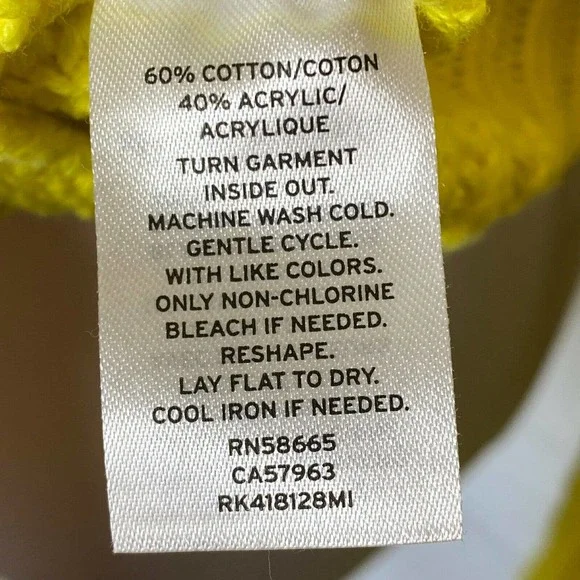 60% COTTON/COTON
40% ACRYLIC/
ACRYLIQUE
TURN GARMENT
INSIDE OUT.
MACHINE WASH COLD.
GENTLE CYCLE.
WITH LIKE COLORS.
ONLY NON-CHLORINE
BLEACH IF NEEDED.
RESHAPE.
LAY FLAT TO DRY.
COOL IRON IF NEEDED.
RN58665
CA57963
RK418128MI